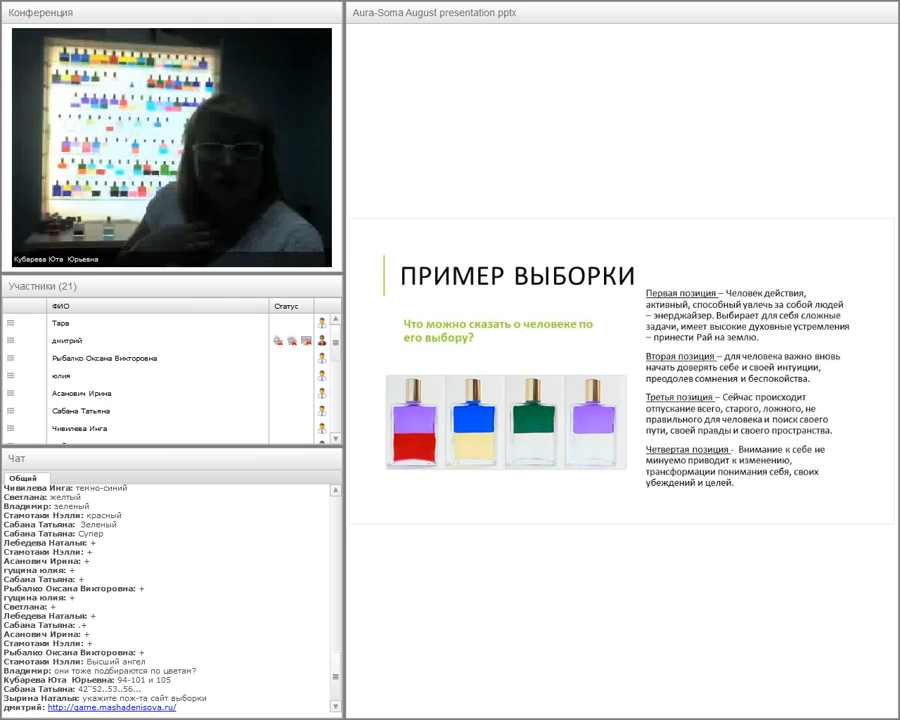 Конференция
Кубарева Юта Юрьевна
Участники (21)
ФИО
Статус
Тара
дмитрий
Рыбалко Оксана Викторовна
юлия
Асанович Ирина
Сабана Татьяна
Чивилева Инга
Чат
Общий
Чивилева Инга: темно-синий
Светлана: желтый
Владимир: зеленый
Стамотаки Нэлли: красный
Сабана Татьяна: Зеленый
Сабана Татьяна: Супер
Лебедева Наталья: +
Стамотаки Нэлли: +
Асанович Ирина: +
гущина юлия: +
Сабана Татьяна: +
Рыбалко Оксана Викторовна: +
гущина юлия: +
Светлана: +
Лебедева Наталья: +
Сабана Татьяна: .+
Асанович Ирина: +
Стамотаки Нэлли: +
Рыбалко Оксана Викторовна: +
Стамотаки Нэлли: Высший ангел
Владимир: они тоже подбираются по цветам?
Кубарева Юта Юрьевна: 94-101 и 105
Сабана Татьяна: 42"52..53..56...
Зырина Наталья: укажите пож-та сайт выборки
дмитрий: http://game.mashadenisova.ru/
Aura-Soma August presentation.pptx
ПРИМЕР ВЫБОРКИ
Что можно сказать о человеке по
его выбору?
Первая позиция – Человек действия,
активный, способный увлечь за собой людей
– энерджайзер. Выбирает для себя сложные
задачи, имеет высокие духовные устремления
– принести Рай на землю.
Вторая позиция – для человека важно вновь
начать доверять себе и своей интуиции,
преодолев сомнения и беспокойства.
Третья позиция – Сейчас происходит
отпускание всего, старого, ложного, не
правильного для человека и поиск своего
пути, своей правды и своего пространства.
Четвертая позиция - Внимание к себе не
минуемо приводит к изменению,
трансформации понимания себя, своих
убеждений и целей.